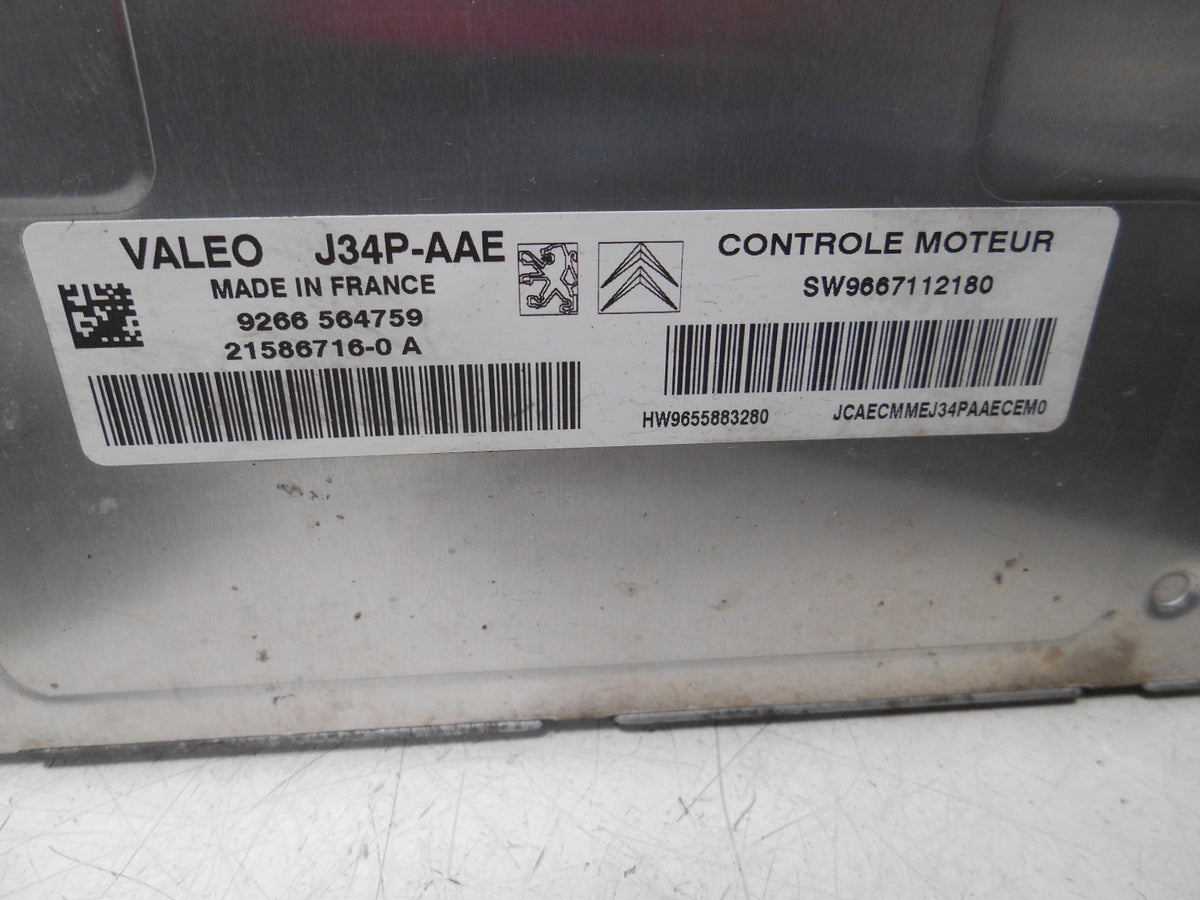 VALEO J34P-AAE
MADE IN FRANCE
9266 564759
21586716-0 A
CONTROLE MOTEUR
SW9667112180
HW9655883280 JCAECMMEJ34PAAECEM0